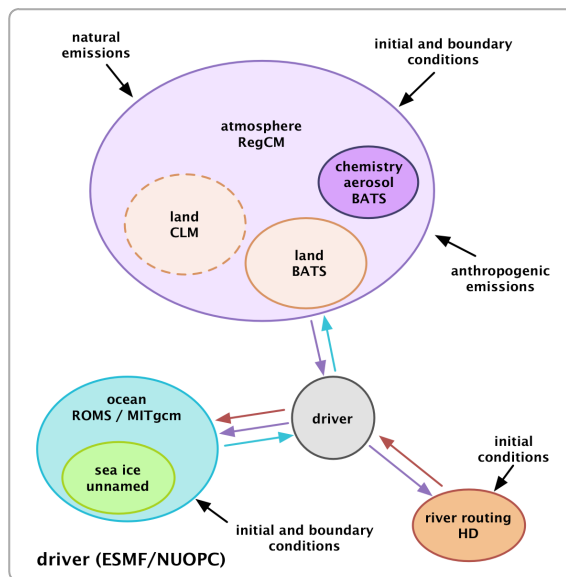 natural
emissions
initial and boundary
conditions
atmosphere
RegCM
chemistry
aerosol
BATS
land
CLM
land
BATS
anthropogenic
emissions
ocean
ROMS / MITgcm
driver
sea ice
unnamed
initial
conditions
river routing
HD
initial and boundary
conditions
driver (ESMF/NUOPC)